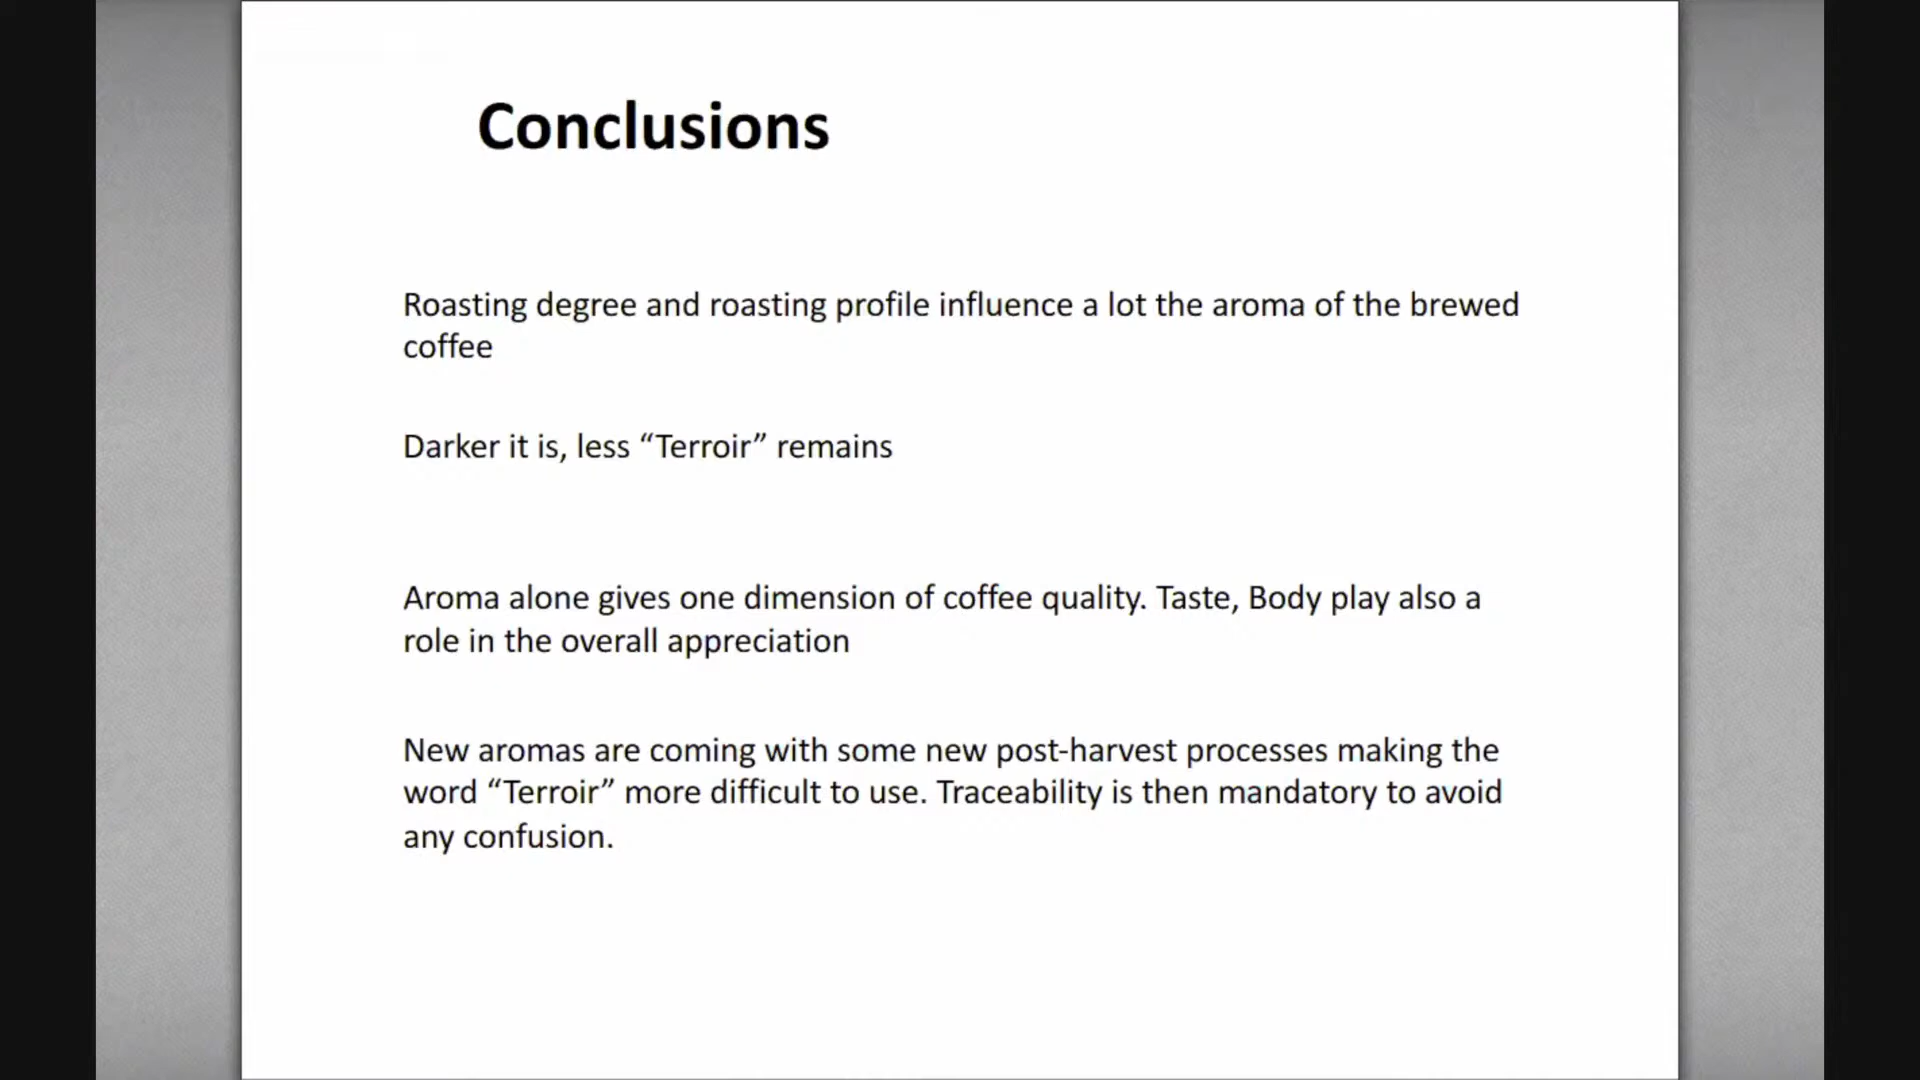 Conclusions
Roasting degree and roasting profile influence a lot the aroma of the brewed
coffee
Darker it is, less “Terroir” remains
Aroma alone gives one dimension of coffee quality. Taste, Body play also a
role in the overall appreciation
New aromas are coming with some new post-harvest processes making the
word “Terroir” more difficult to use. Traceability is then mandatory to avoid
any confusion.